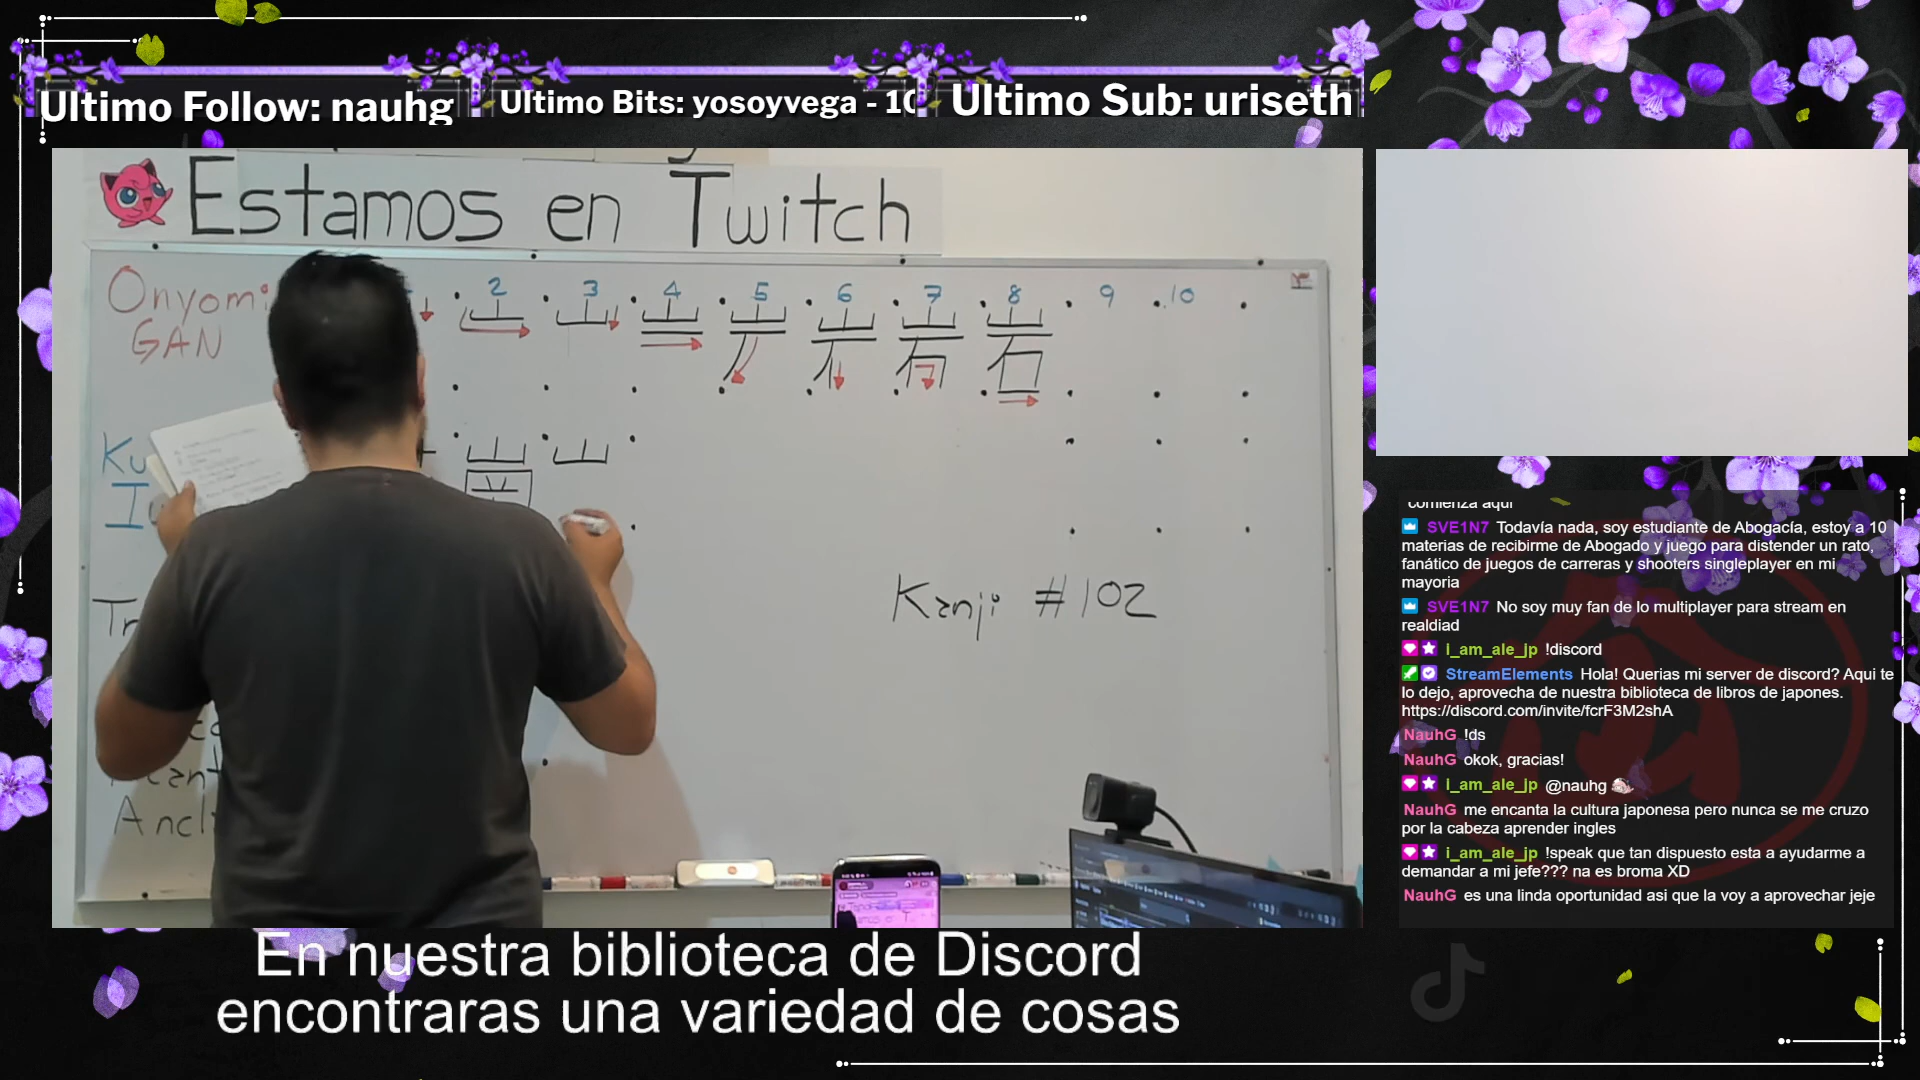 Ultimo Follow: nauhg
Ultimo Bits: yosoyvega - 10
Ultimo Sub: uriseth
Estamos en Twitch
Onyomi
GAN
2 3 4 5 6 7 8 9 10
Ku
I
Kanji #102
Ancl
comienza aquí
SVE1N7 Todavía nada, soy estudiante de Abogacía, estoy a 10
materias de recibirme de Abogado y juego para distender un rato,
fanático de juegos de carreras y shooters singleplayer en mi
mayoria
SVE1N7 No soy muy fan de lo multiplayer para stream en
realdiad
i_am_ale_jp !discord
StreamElements Hola! Querias mi server de discord? Aqui te
lo dejo, aprovecha de nuestra biblioteca de libros de japones.
https://discord.com/invite/fcrF3M2shA
NauhG !ds
NauhG okok, gracias!
i_am_ale_jp @nauhg
NauhG me encanta la cultura japonesa pero nunca se me cruzo
por la cabeza aprender ingles
i_am_ale_jp !speak que tan dispuesto esta a ayudarme a
demandar a mi jefe??? na es broma XD
NauhG es una linda oportunidad asi que la voy a aprovechar jeje
En nuestra biblioteca de Discord
encontraras una variedad de cosas